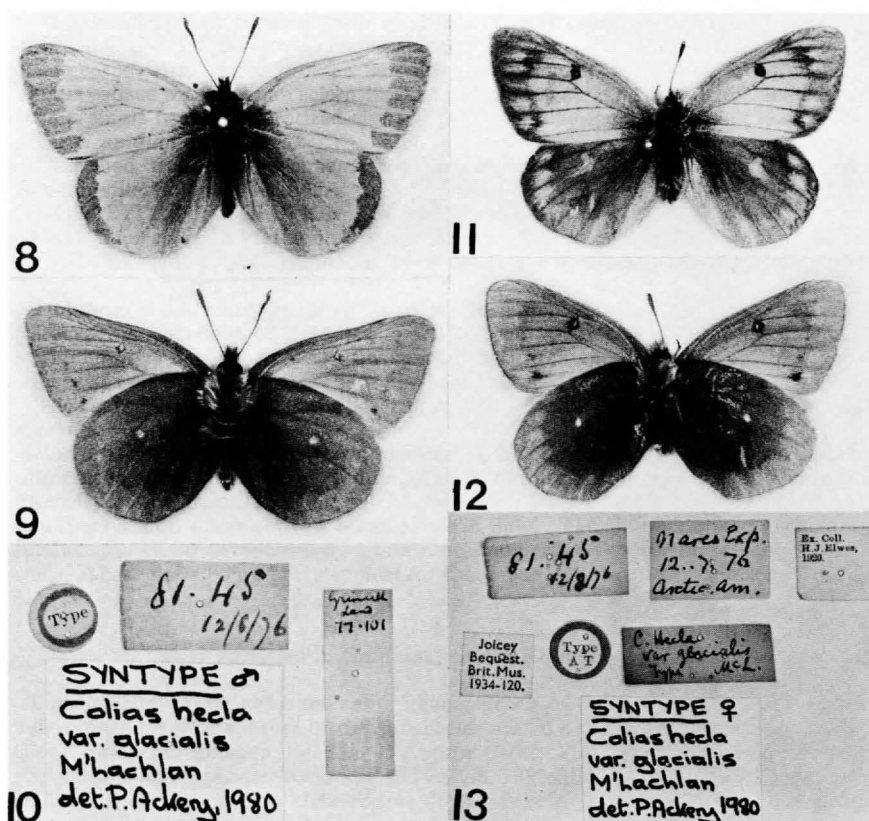 8
11
9
12
Type
81. 45
12/8/76
Grinnell
Land
77.101
SYNTYPE ♂
Colias hecla
var. glacialis
M'hachlan
det. P. Ackery, 1980
10
81. 45
12/8/76
Nares Exp.
12..7.76
Arctic. Am.
Ex. Coll.
H.J. Elwes,
1920.
Joicey
Bequest.
Brit. Mus.
1934-120.
Type
A T
C. Hecla
var glacialis
Type. McL.
SYNTYPE ♀
Colias hecla
var. glacialis
M'hachlan
det. P. Ackery 1980
13